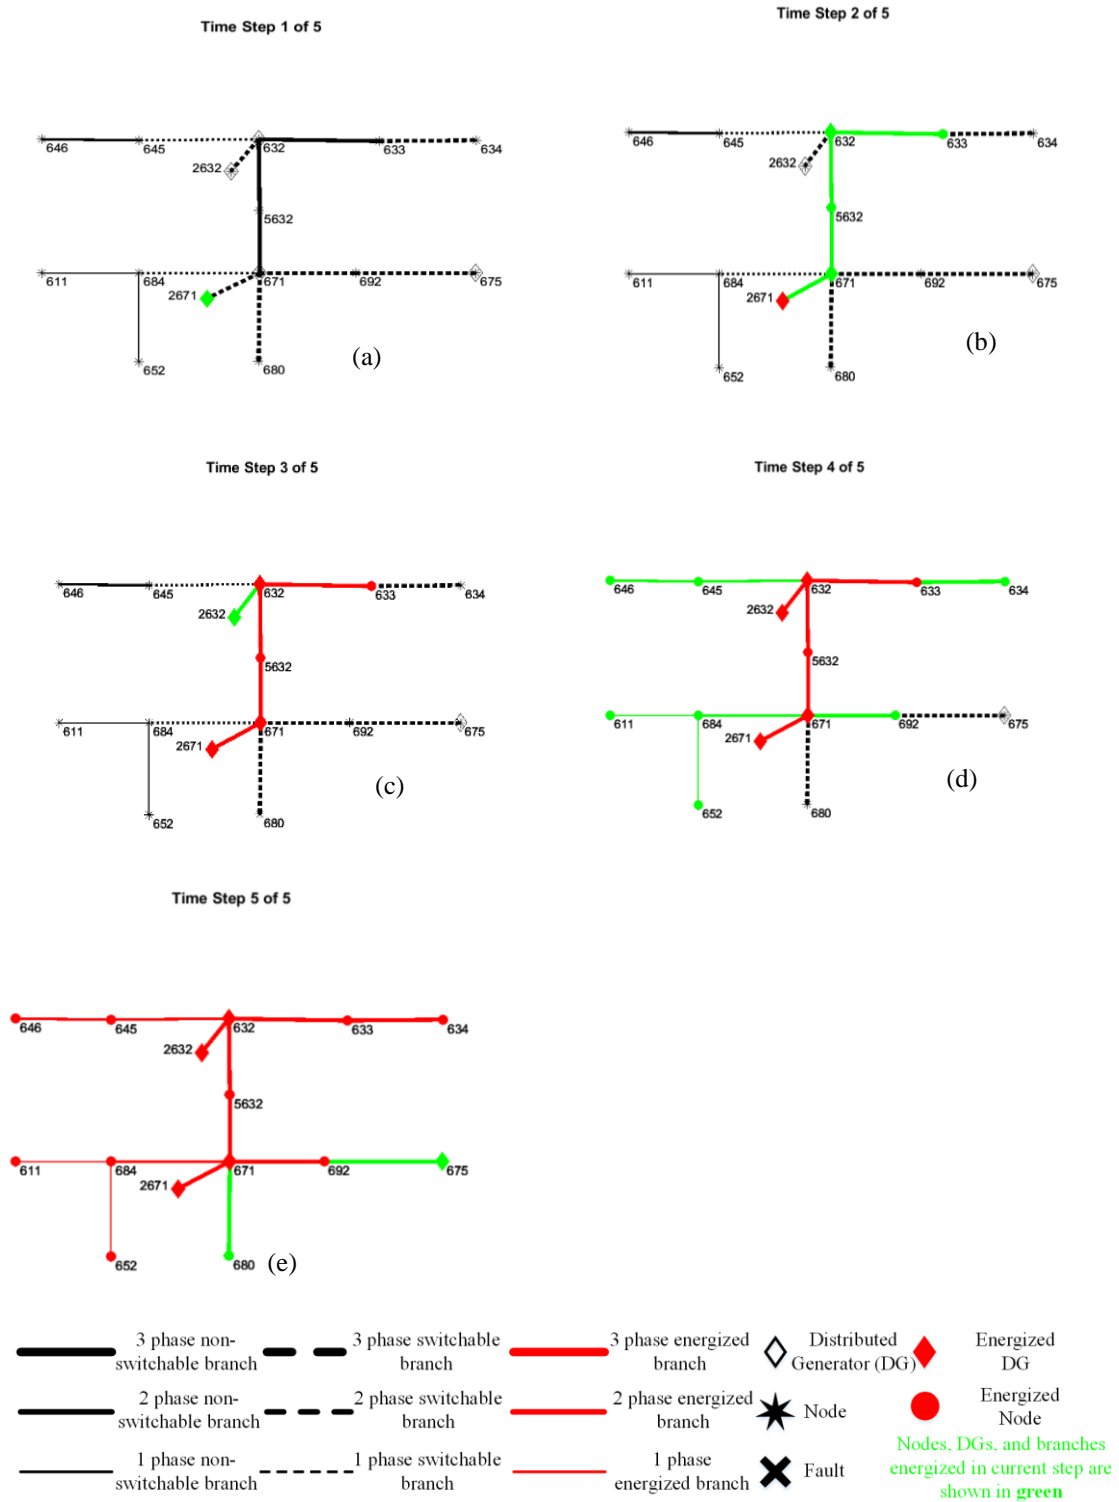 Time Step 1 of 5
646
645
632
633
634
2632
5632
611
684
671
692
675
2671
652
680
(a)
Time Step 2 of 5
646
645
632
633
634
2632
5632
611
684
671
692
675
2671
652
680
(b)
Time Step 3 of 5
646
645
632
633
634
2632
5632
611
684
671
692
675
2671
652
680
(c)
Time Step 4 of 5
646
645
632
633
634
2632
5632
611
684
671
692
675
2671
652
680
(d)
Time Step 5 of 5
646
645
632
633
634
2632
5632
611
684
671
692
675
2671
652
680
(e)
3 phase non-
switchable branch
3 phase switchable
branch
3 phase energized
branch
Distributed
Generator (DG)
Energized
DG
2 phase non-
switchable branch
2 phase switchable
branch
2 phase energized
branch
Node
Energized
Node
1 phase non-
switchable branch
1 phase switchable
branch
1 phase
energized branch
Fault
Nodes, DGs, and branches
energized in current step are
shown in green